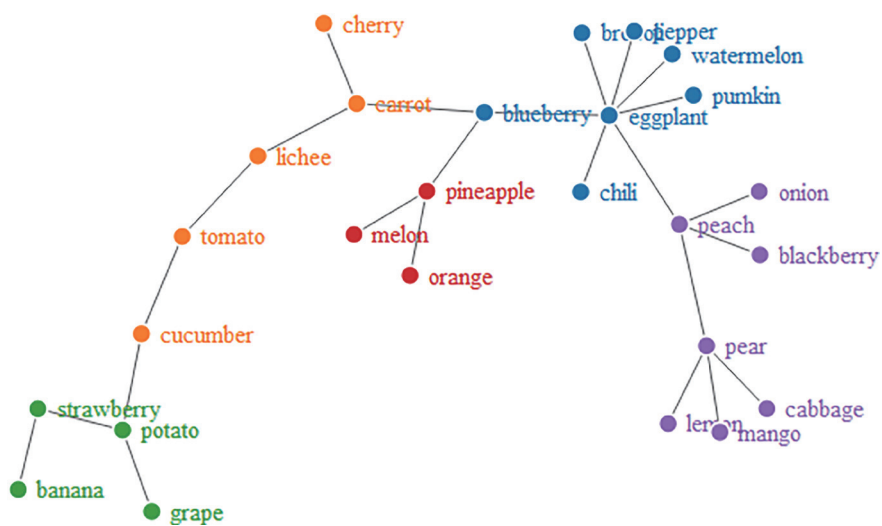 cherry
pepper
watermelon
pumkin
carrot
blueberry
eggplant
lichee
pineapple
chili
onion
melon
peach
tomato
blackberry
orange
cucumber
pear
strawberry
potato
lemon
cabbage
mango
banana
grape